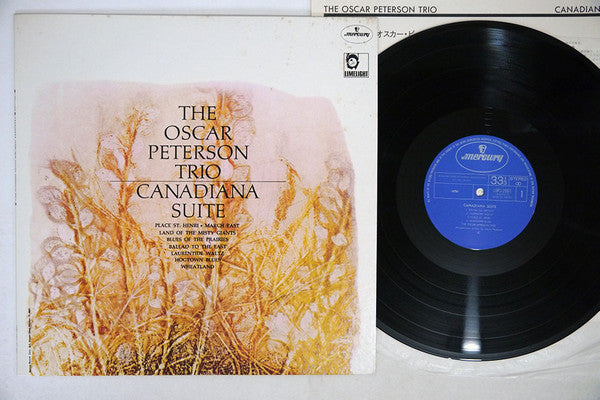 mercury
LIMELIGHT
THE
OSCAR
PETERSON
TRIO
CANADIANA
SUITE
PLACE ST. HENRI • MARCH PAST
LAND OF THE MISTY GIANTS
BLUES OF THE PRAIRIES
BALLAD TO THE EAST
LAURENTIDE WALTZ
HOGTOWN BLUES
WHEATLAND
THE OSCAR PETERSON TRIO CANADIANA
オスカー・ピ
mercury
33⅓ STEREO
1
CANADIANA SUITE